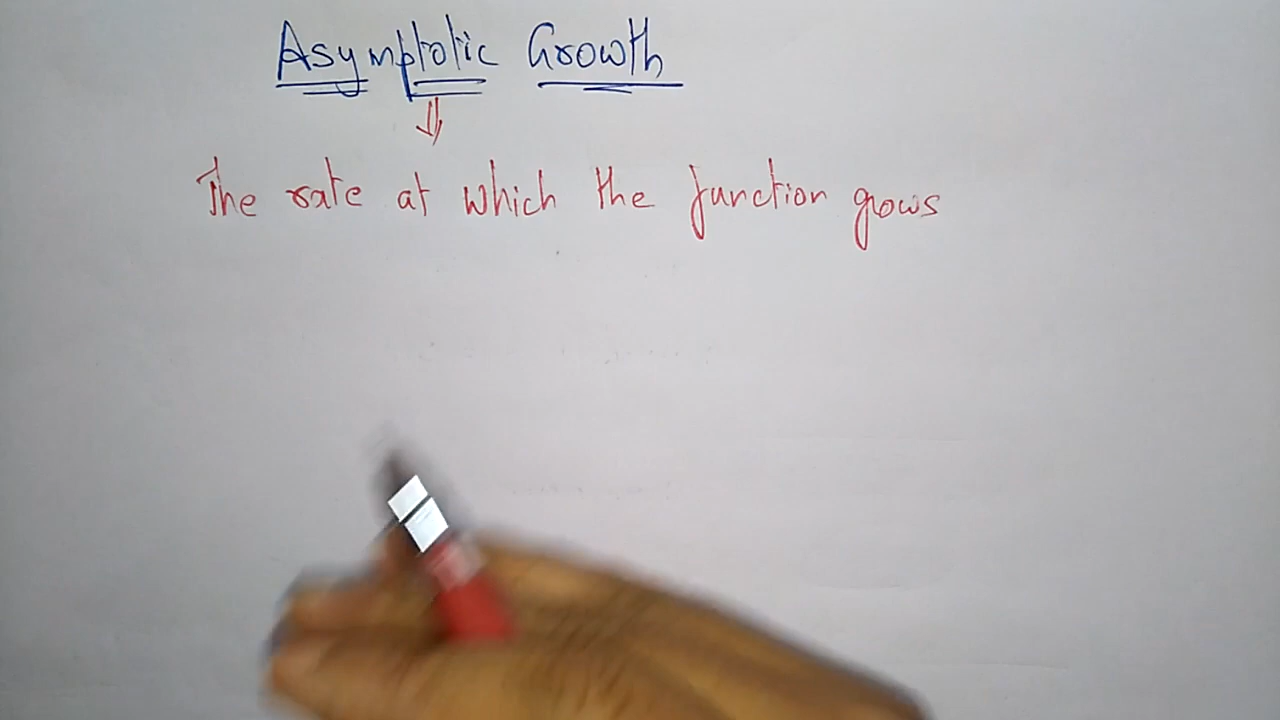 Asymptotic Growth
The rate at which the function grows